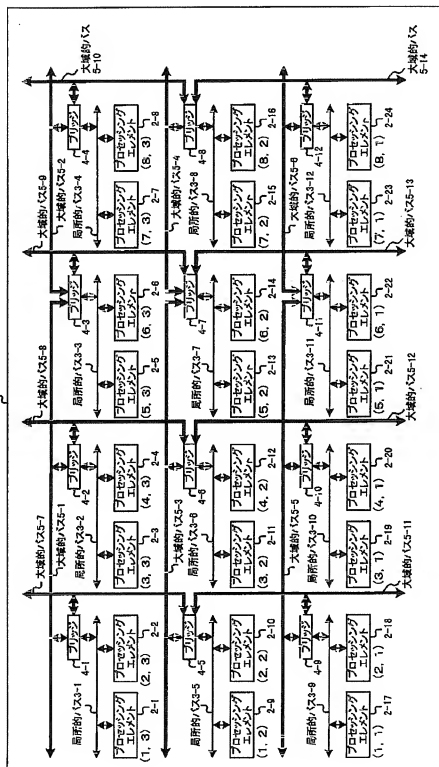 大域的バス5-7
大域的バス5-8
大域的バス5-9
大域的バス
5-10
大域的バス5-1
大域的バス5-2
局所的バス3-1
ブリッジ
4-1
局所的バス3-2
ブリッジ
4-2
局所的バス3-3
ブリッジ
4-3
局所的バス3-4
ブリッジ
4-4
プロセッシング
エレメント
(1, 3)
2-1
プロセッシング
エレメント
(2, 3)
2-2
プロセッシング
エレメント
(3, 3)
2-3
プロセッシング
エレメント
(4, 3)
2-4
プロセッシング
エレメント
(5, 3)
2-5
プロセッシング
エレメント
(6, 3)
2-6
プロセッシング
エレメント
(7, 3)
2-7
プロセッシング
エレメント
(8, 3)
2-8
大域的バス5-3
大域的バス5-4
局所的バス3-5
ブリッジ
4-5
局所的バス3-6
ブリッジ
4-6
局所的バス3-7
ブリッジ
4-7
局所的バス3-8
ブリッジ
4-8
プロセッシング
エレメント
(1, 2)
2-9
プロセッシング
エレメント
(2, 2)
2-10
プロセッシング
エレメント
(3, 2)
2-11
プロセッシング
エレメント
(4, 2)
2-12
プロセッシング
エレメント
(5, 2)
2-13
プロセッシング
エレメント
(6, 2)
2-14
プロセッシング
エレメント
(7, 2)
2-15
プロセッシング
エレメント
(8, 2)
2-16
大域的バス5-5
大域的バス5-6
局所的バス3-9
ブリッジ
4-9
局所的バス3-10
ブリッジ
4-10
局所的バス3-11
ブリッジ
4-11
局所的バス3-12
ブリッジ
4-12
プロセッシング
エレメント
(1, 1)
2-17
プロセッシング
エレメント
(2, 1)
2-18
プロセッシング
エレメント
(3, 1)
2-19
プロセッシング
エレメント
(4, 1)
2-20
プロセッシング
エレメント
(5, 1)
2-21
プロセッシング
エレメント
(6, 1)
2-22
プロセッシング
エレメント
(7, 1)
2-23
プロセッシング
エレメント
(8, 1)
2-24
大域的バス5-11
大域的バス5-12
大域的バス5-13
大域的バス
5-14